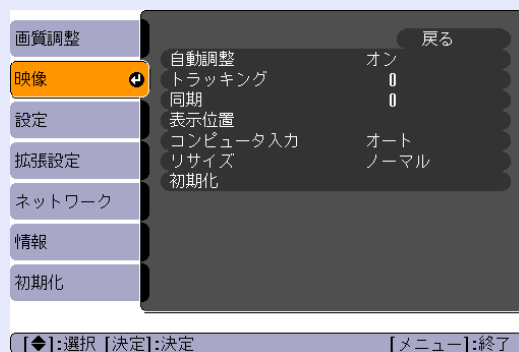 画質調整
映像
設定
拡張設定
ネットワーク
情報
初期化
戻る
自動調整 オン
トラッキング 0
同期 0
表示位置
コンピュータ入力 オート
リサイズ ノーマル
初期化
[◆]:選択 [決定]:決定 [メニュー]:終了